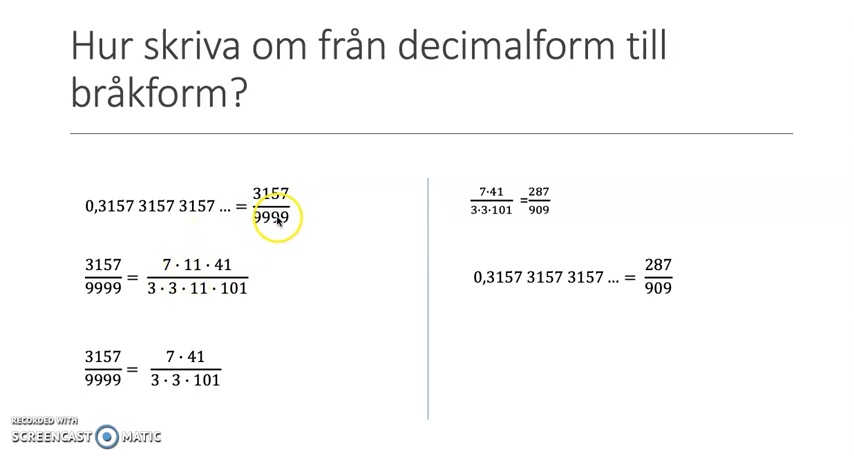 Hur skriva om från decimalform till
bråkform?
0,3157 3157 3157 ... = 3157/9999
3157/9999 = 7 · 11 · 41/3 · 3 · 11 · 101
3157/9999 = 7 · 41/3 · 3 · 101
7·41/3·3·101 =287/909
0,3157 3157 3157 ... = 287/909
RECORDED WITH
SCREENCAST MATIC